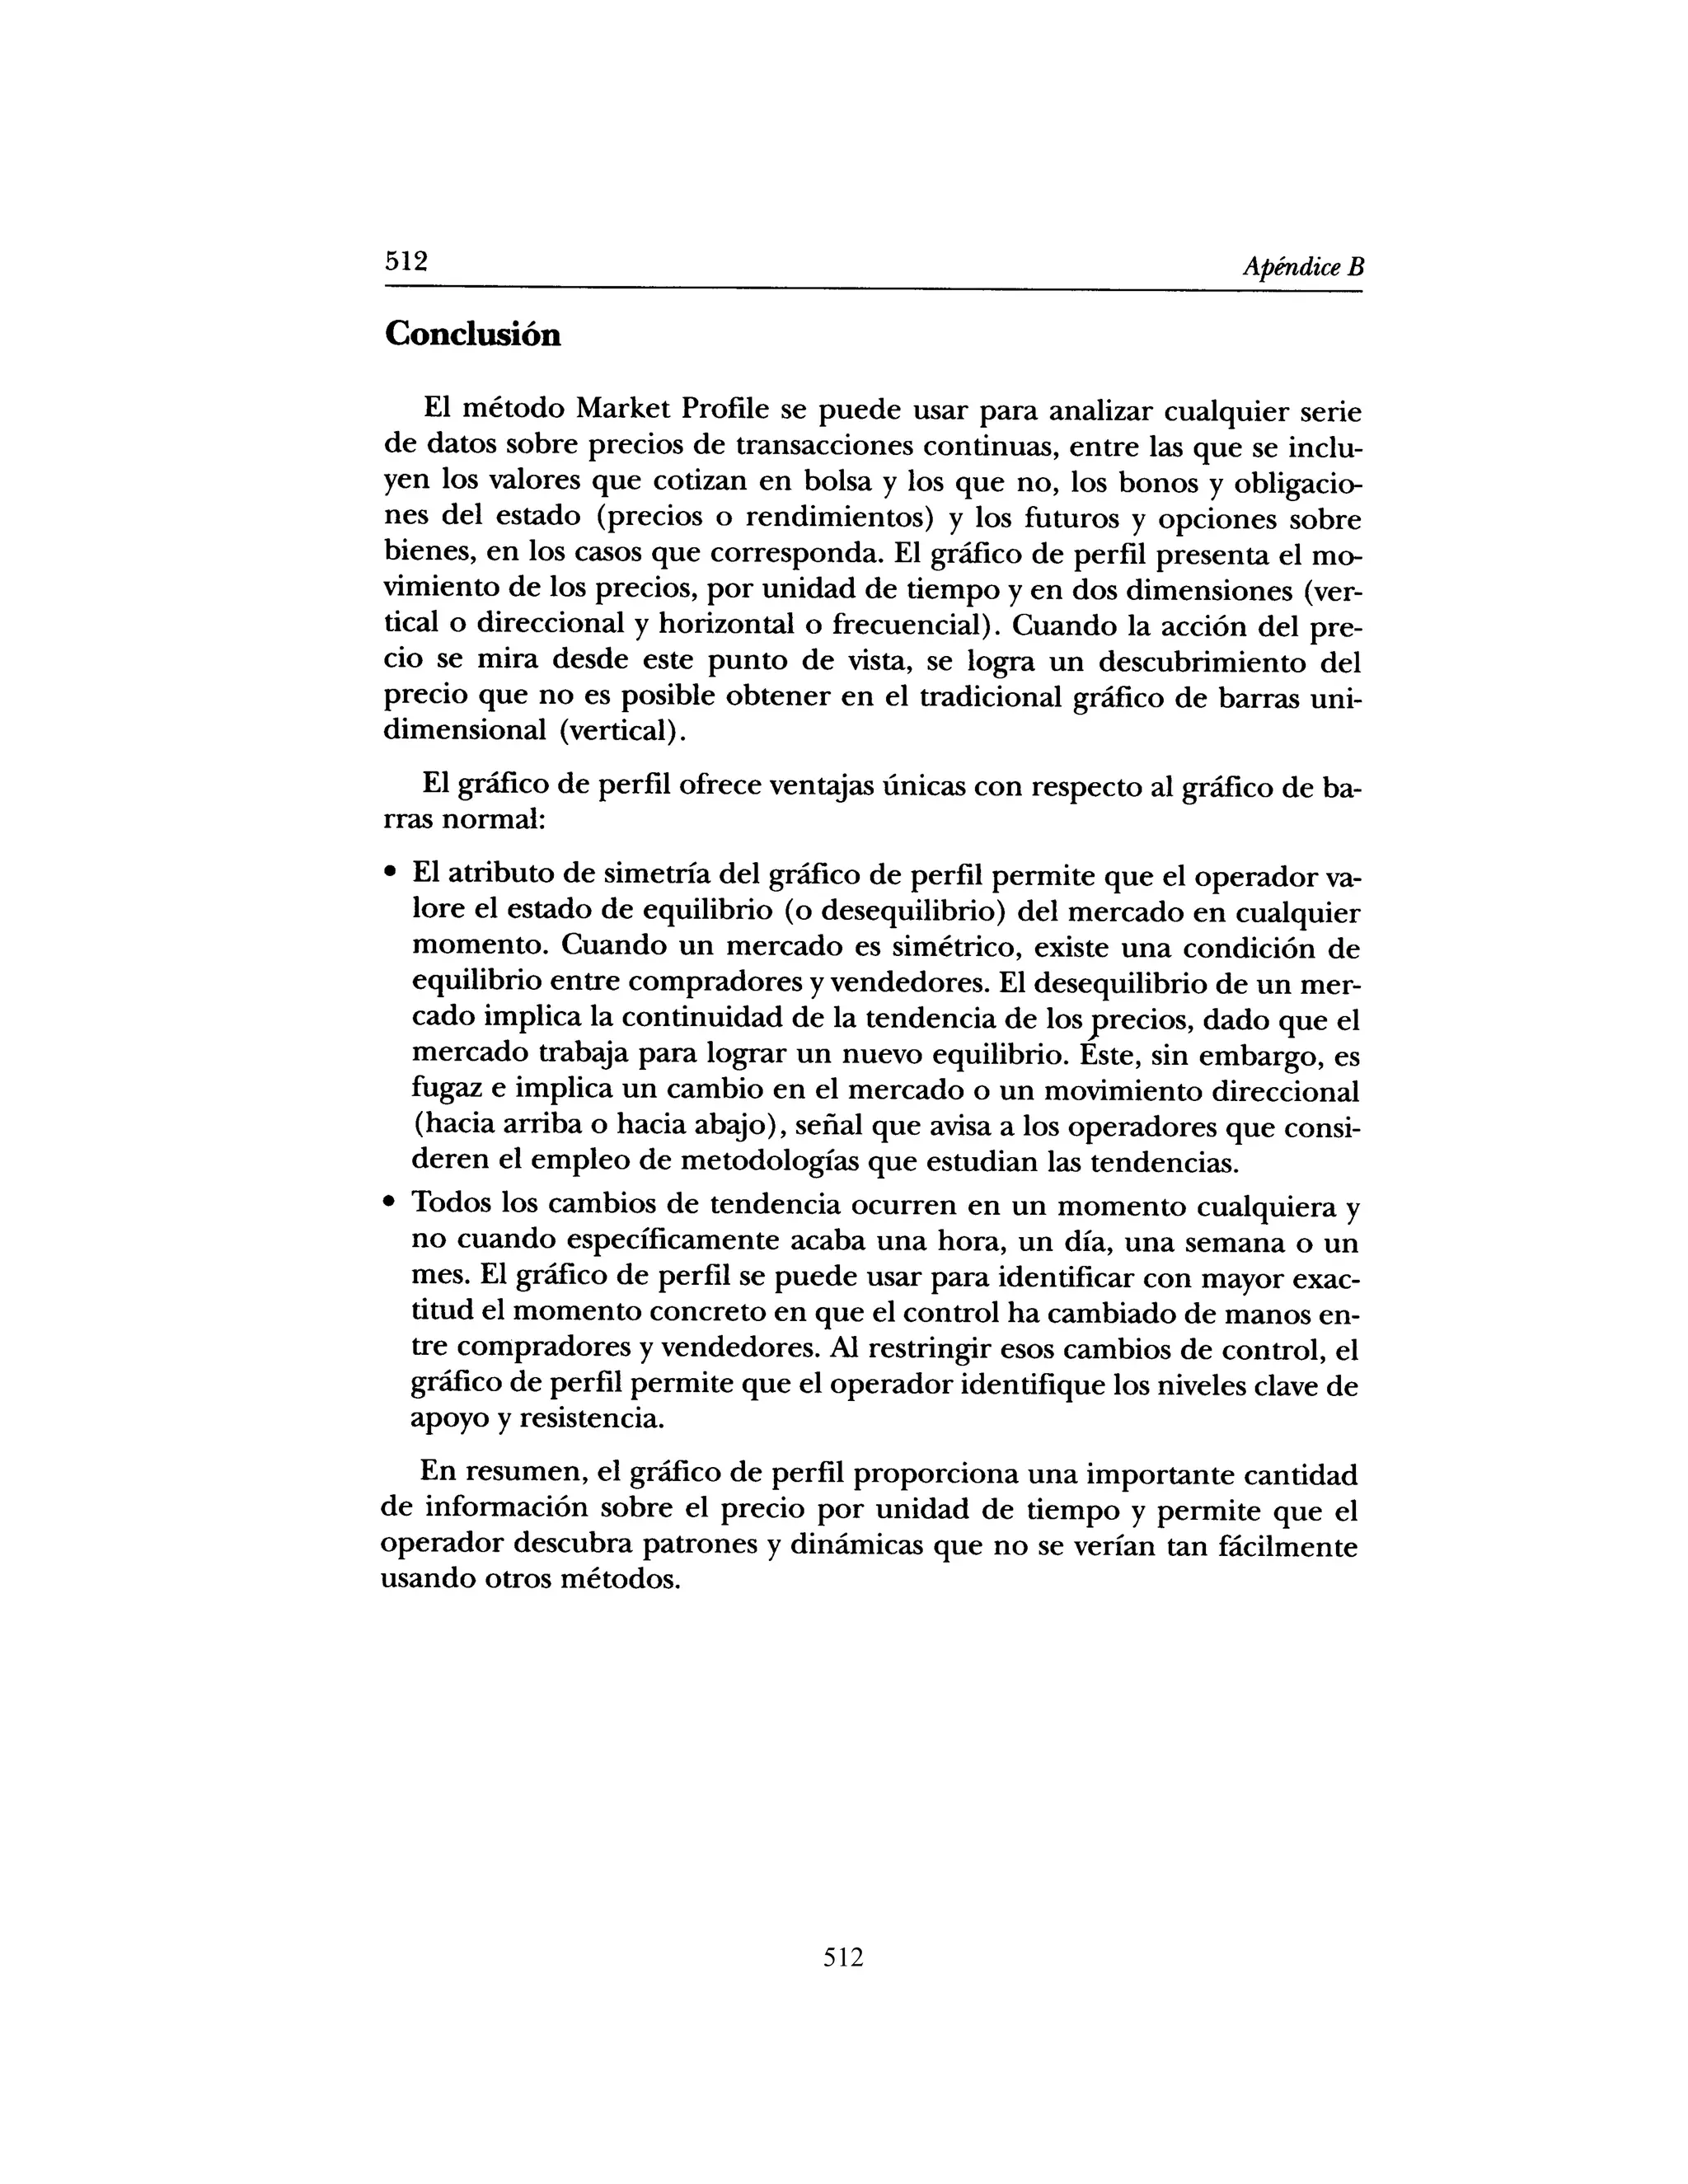 512
Apéndice B
Conclusión
El método Market Profile se puede usar para analizar cualquier serie
de datos sobre precios de transacciones continuas, entre las que se inclu-
yen los valores que cotizan en bolsa y los que no, los bonos y obligacio-
nes del estado (precios o rendimientos) y los futuros y opciones sobre
bienes, en los casos que corresponda. El gráfico de perfil presenta el mo-
vimiento de los precios, por unidad de tiempo y en dos dimensiones (ver-
tical o direccional y horizontal o frecuencial). Cuando la acción del pre-
cio se mira desde este punto de vista, se logra un descubrimiento del
precio que no es posible obtener en el tradicional gráfico de barras uni-
dimensional (vertical).
El gráfico de perfil ofrece ventajas únicas con respecto al gráfico de ba-
rras normal:
• El atributo de simetría del gráfico de perfil permite que el operador va-
lore el estado de equilibrio (o desequilibrio) del mercado en cualquier
momento. Cuando un mercado es simétrico, existe una condición de
equilibrio entre compradores y vendedores. El desequilibrio de un mer-
cado implica la continuidad de la tendencia de los precios, dado que el
mercado trabaja para lograr un nuevo equilibrio. Éste, sin embargo, es
fugaz e implica un cambio en el mercado o un movimiento direccional
(hacia arriba o hacia abajo), señal que avisa a los operadores que consi-
deren el empleo de metodologías que estudian las tendencias.
• Todos los cambios de tendencia ocurren en un momento cualquiera y
no cuando específicamente acaba una hora, un día, una semana o un
mes. El gráfico de perfil se puede usar para identificar con mayor exac-
titud el momento concreto en que el control ha cambiado de manos en-
tre compradores y vendedores. Al restringir esos cambios de control, el
gráfico de perfil permite que el operador identifique los niveles clave de
apoyo y resistencia.
En resumen, el gráfico de perfil proporciona una importante cantidad
de información sobre el precio por unidad de tiempo y permite que el
operador descubra patrones y dinámicas que no se verían tan fácilmente
usando otros métodos.
512